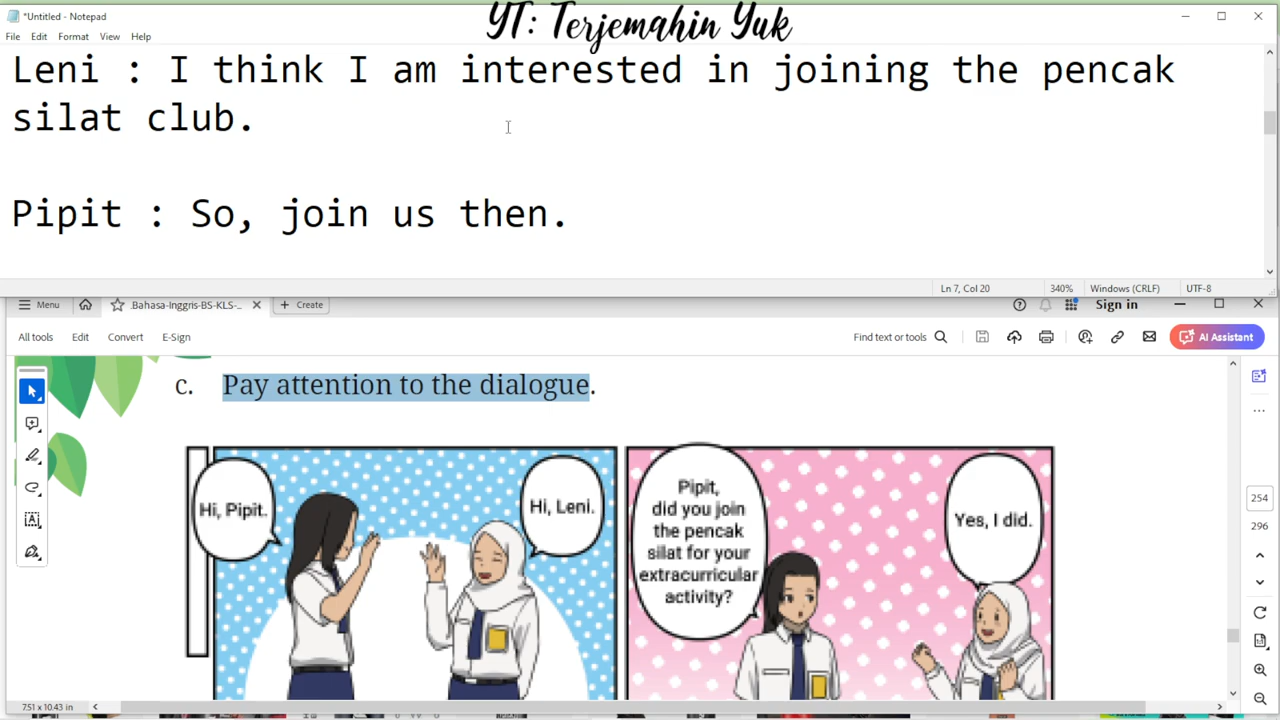 *Untitled - Notepad
YT: Terjemahin Yuk
File Edit Format View Help
Leni : I think I am interested in joining the pencak
silat club.
Pipit : So, join us then.
Ln 7, Col 20 340% Windows (CRLF) UTF-8
Menu Bahasa-Inggris-BS-KLS-... Create Sign in
All tools Edit Convert E-Sign Find text or tools AI Assistant
c. Pay attention to the dialogue.
Hi, Pipit.
Hi, Leni.
Pipit,
did you join
the pencak
silat for your
extracurricular
activity?
Yes, I did.
254
296
7.51 x 10.43 in